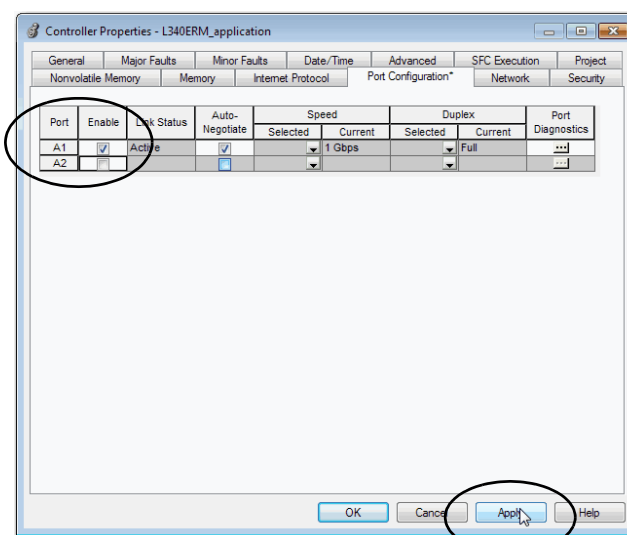 Controller Properties - L340ERM_application
General Major Faults Minor Faults Date/Time Advanced SFC Execution Project
Nonvolatile Memory Memory Internet Protocol Port Configuration* Network Security
Port Enable Link Status Auto-Negotiate Speed Duplex Port Diagnostics
Selected Current Selected Current
A1 Active 1 Gbps Full ...
A2 ...
OK Cancel Apply Help